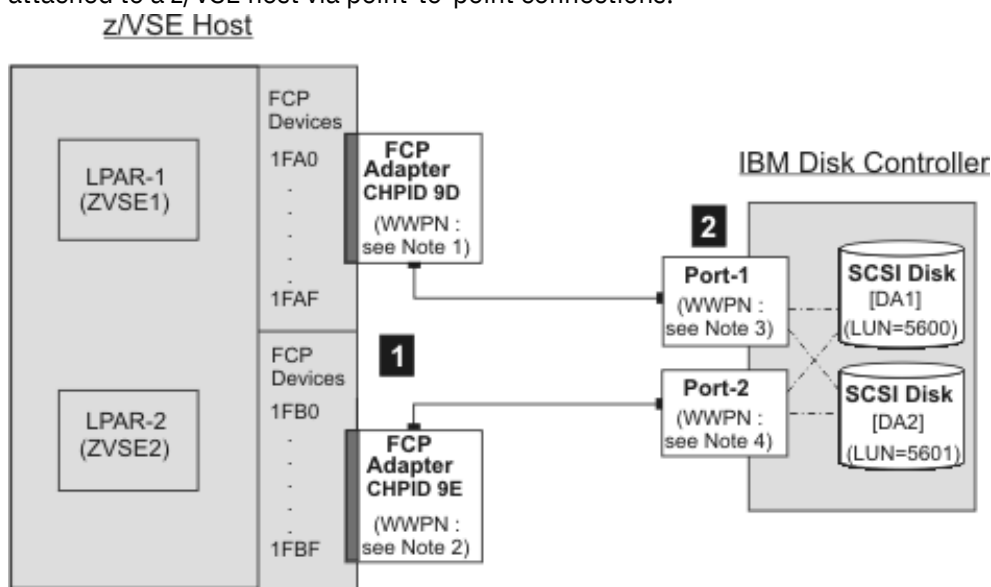 attached to a z/VSE host via point-to-point connections.
z/VSE Host
FCP
Devices
1FA0
.
.
.
.
1FAF
LPAR-1
(ZVSE1)
FCP
Adapter
CHPID 9D
(WWPN :
see Note 1)
IBM Disk Controller
2
Port-1
(WWPN :
see Note 3)
SCSI Disk
[DA1]
(LUN=5600)
1
FCP
Devices
1FB0
.
.
.
.
1FBF
LPAR-2
(ZVSE2)
FCP
Adapter
CHPID 9E
(WWPN :
see Note 2)
Port-2
(WWPN :
see Note 4)
SCSI Disk
[DA2]
(LUN=5601)